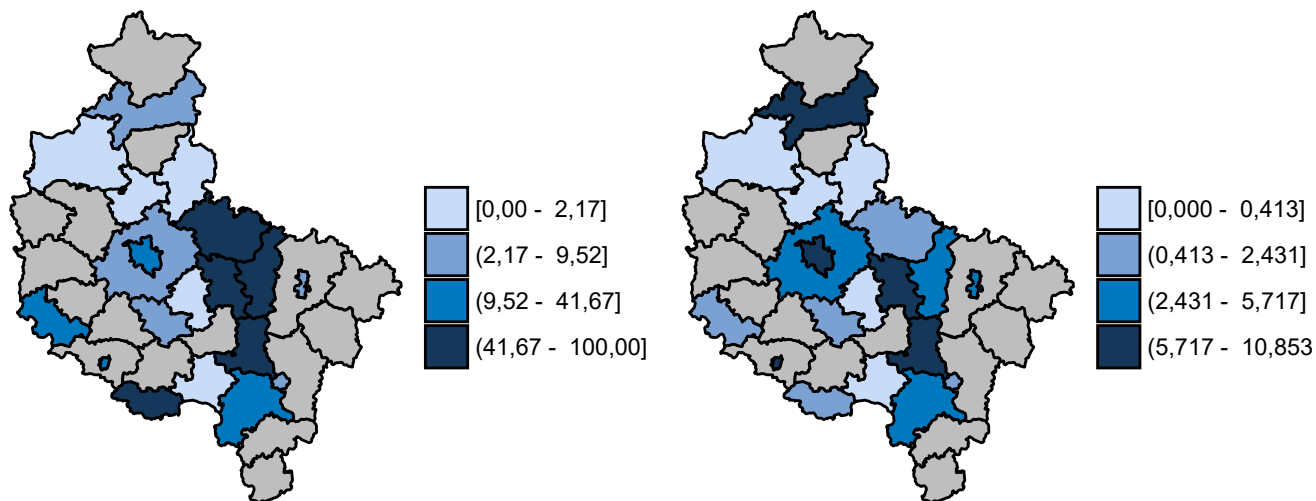 [0,00 - 2,17]
(2,17 - 9,52]
(9,52 - 41,67]
(41,67 - 100,00]
[0,000 - 0,413]
(0,413 - 2,431]
(2,431 - 5,717]
(5,717 - 10,853